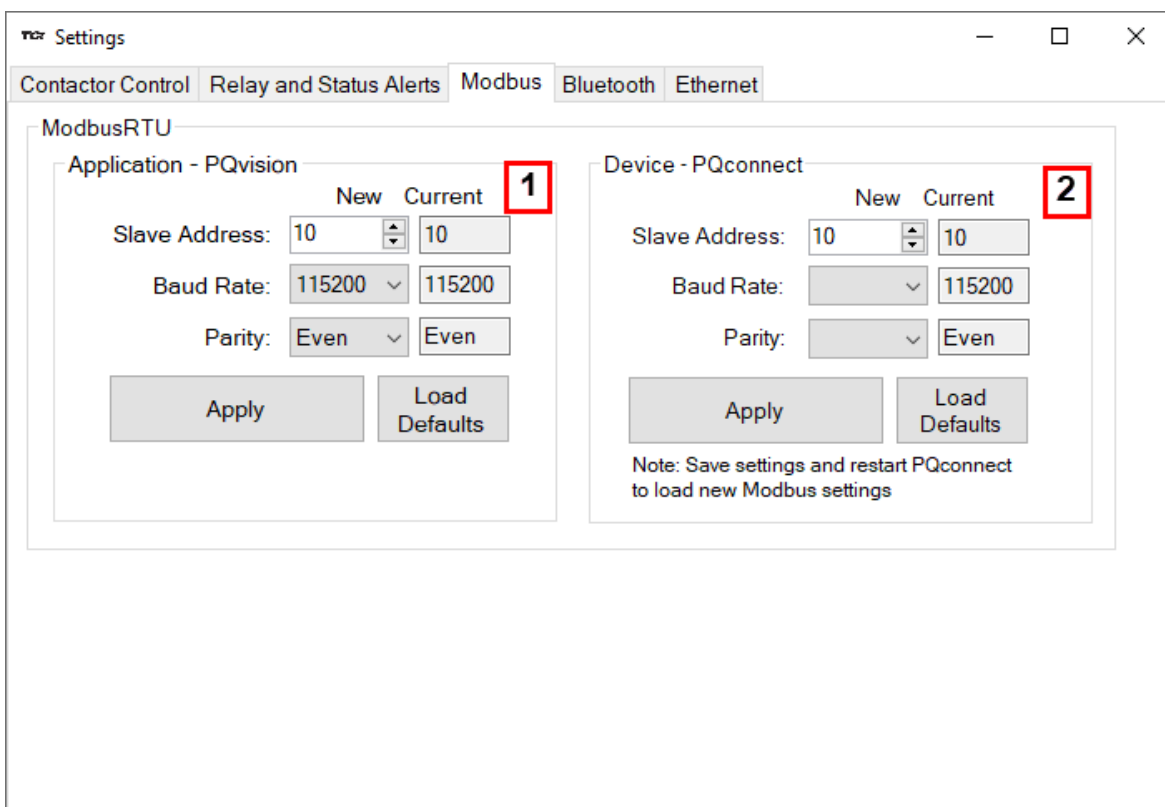 TCI Settings
Contactor Control Relay and Status Alerts Modbus Bluetooth Ethernet
ModbusRTU
Application - PQvision
1
New Current
Slave Address: 10 10
Baud Rate: 115200 115200
Parity: Even Even
Apply
Load
Defaults
Device - PQconnect
2
New Current
Slave Address: 10 10
Baud Rate: 115200
Parity: Even
Apply
Load
Defaults
Note: Save settings and restart PQconnect
to load new Modbus settings